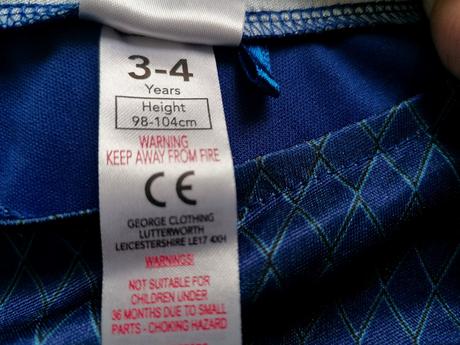 3-4
Years
Height
98-104cm
WARNING
KEEP AWAY FROM FIRE
CE
GEORGE CLOTHING
LUTTERWORTH
LEICESTERSHIRE LE17 4XH
WARNINGS!
NOT SUITABLE FOR
CHILDREN UNDER
36 MONTHS DUE TO SMALL
PARTS - CHOKING HAZARD